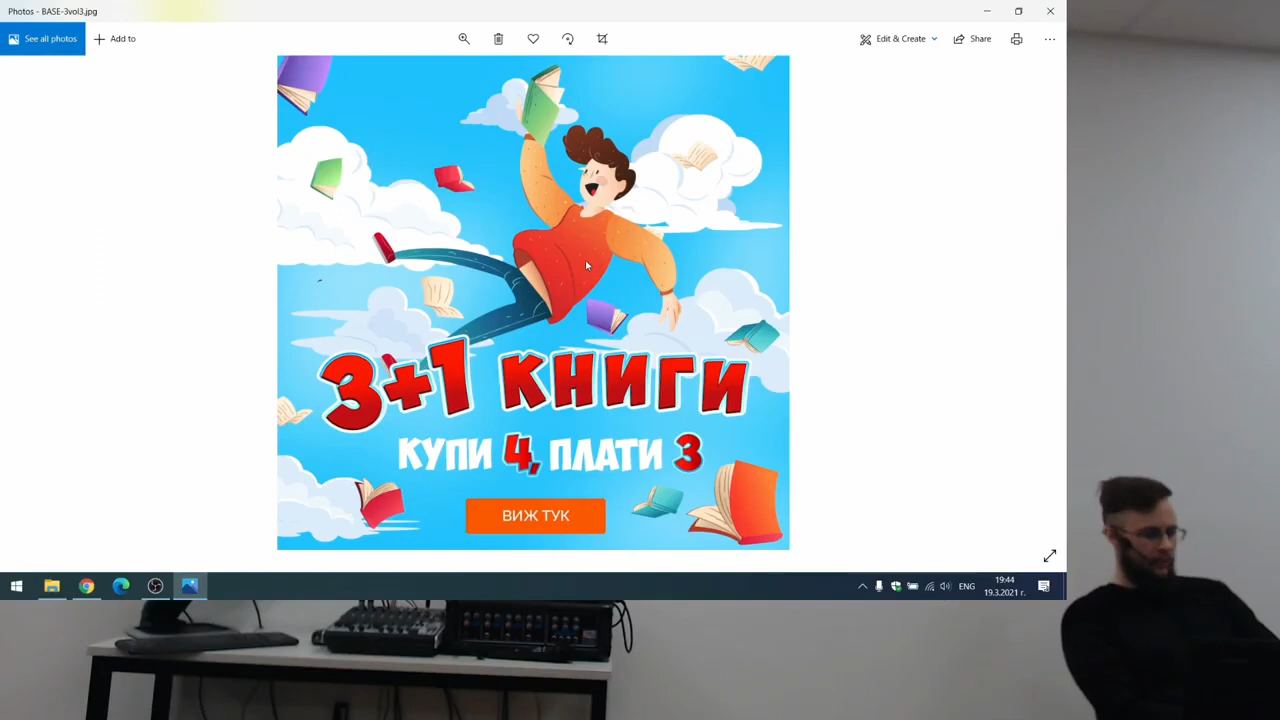 Photos - BASE-3vol3.jpg
See all photos
Add to
Edit & Create
Share
3+1 КНИГИ
КУПИ 4, ПЛАТИ 3
ВИЖ ТУК
ЕНГ
19:44
19.3.2021 г.